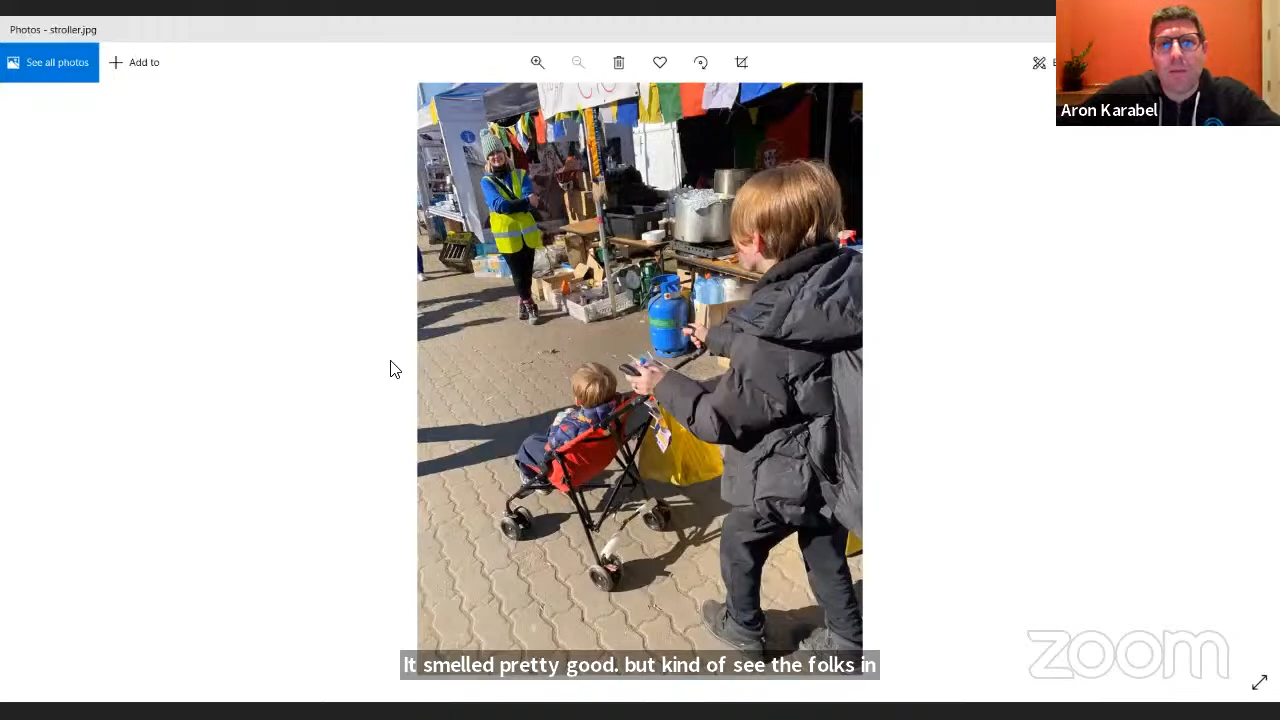 Photos - stroller.jpg
See all photos
Add to
Aron Karabel
It smelled pretty good. but kind of see the folks in
zoom